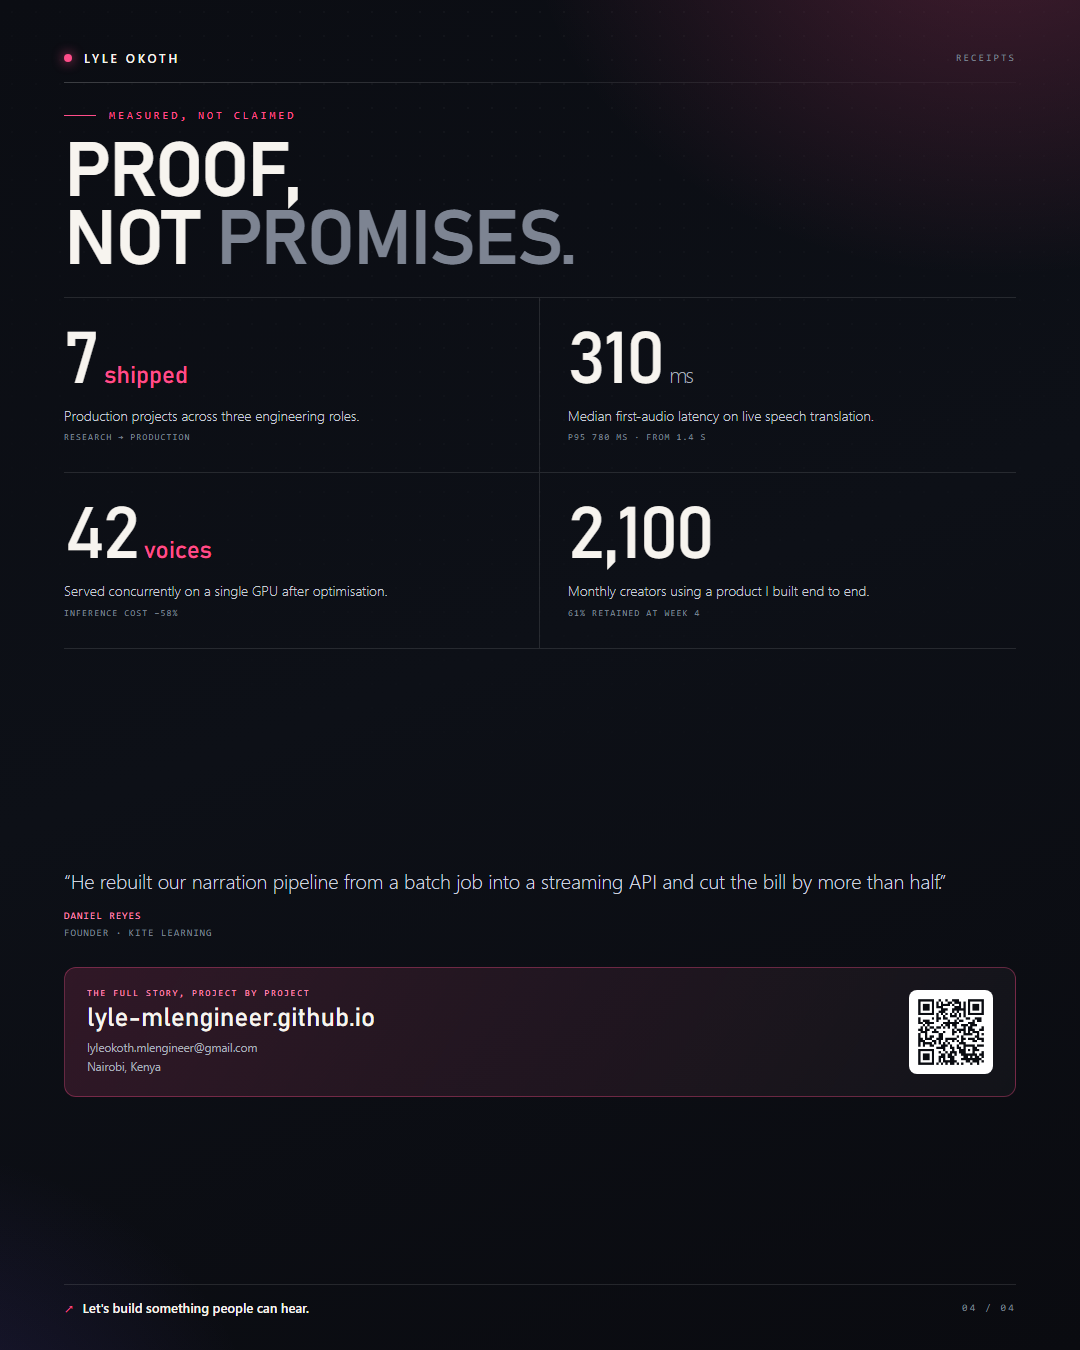 LYLE OKOTH
RECEIPTS
MEASURED, NOT CLAIMED
PROOF,
NOT PROMISES.
7 shipped
Production projects across three engineering roles.
RESEARCH → PRODUCTION
310 ms
Median first-audio latency on live speech translation.
P95 780 MS · FROM 1.4 S
42 voices
Served concurrently on a single GPU after optimisation.
INFERENCE COST −58%
2,100
Monthly creators using a product I built end to end.
61% RETAINED AT WEEK 4
“He rebuilt our narration pipeline from a batch job into a streaming API and cut the bill by more than half.”
DANIEL REYES
FOUNDER · KITE LEARNING
THE FULL STORY, PROJECT BY PROJECT
lyle-mlengineer.github.io
lyleokoth.mlengineer@gmail.com
Nairobi, Kenya
↗ Let's build something people can hear.
04 / 04